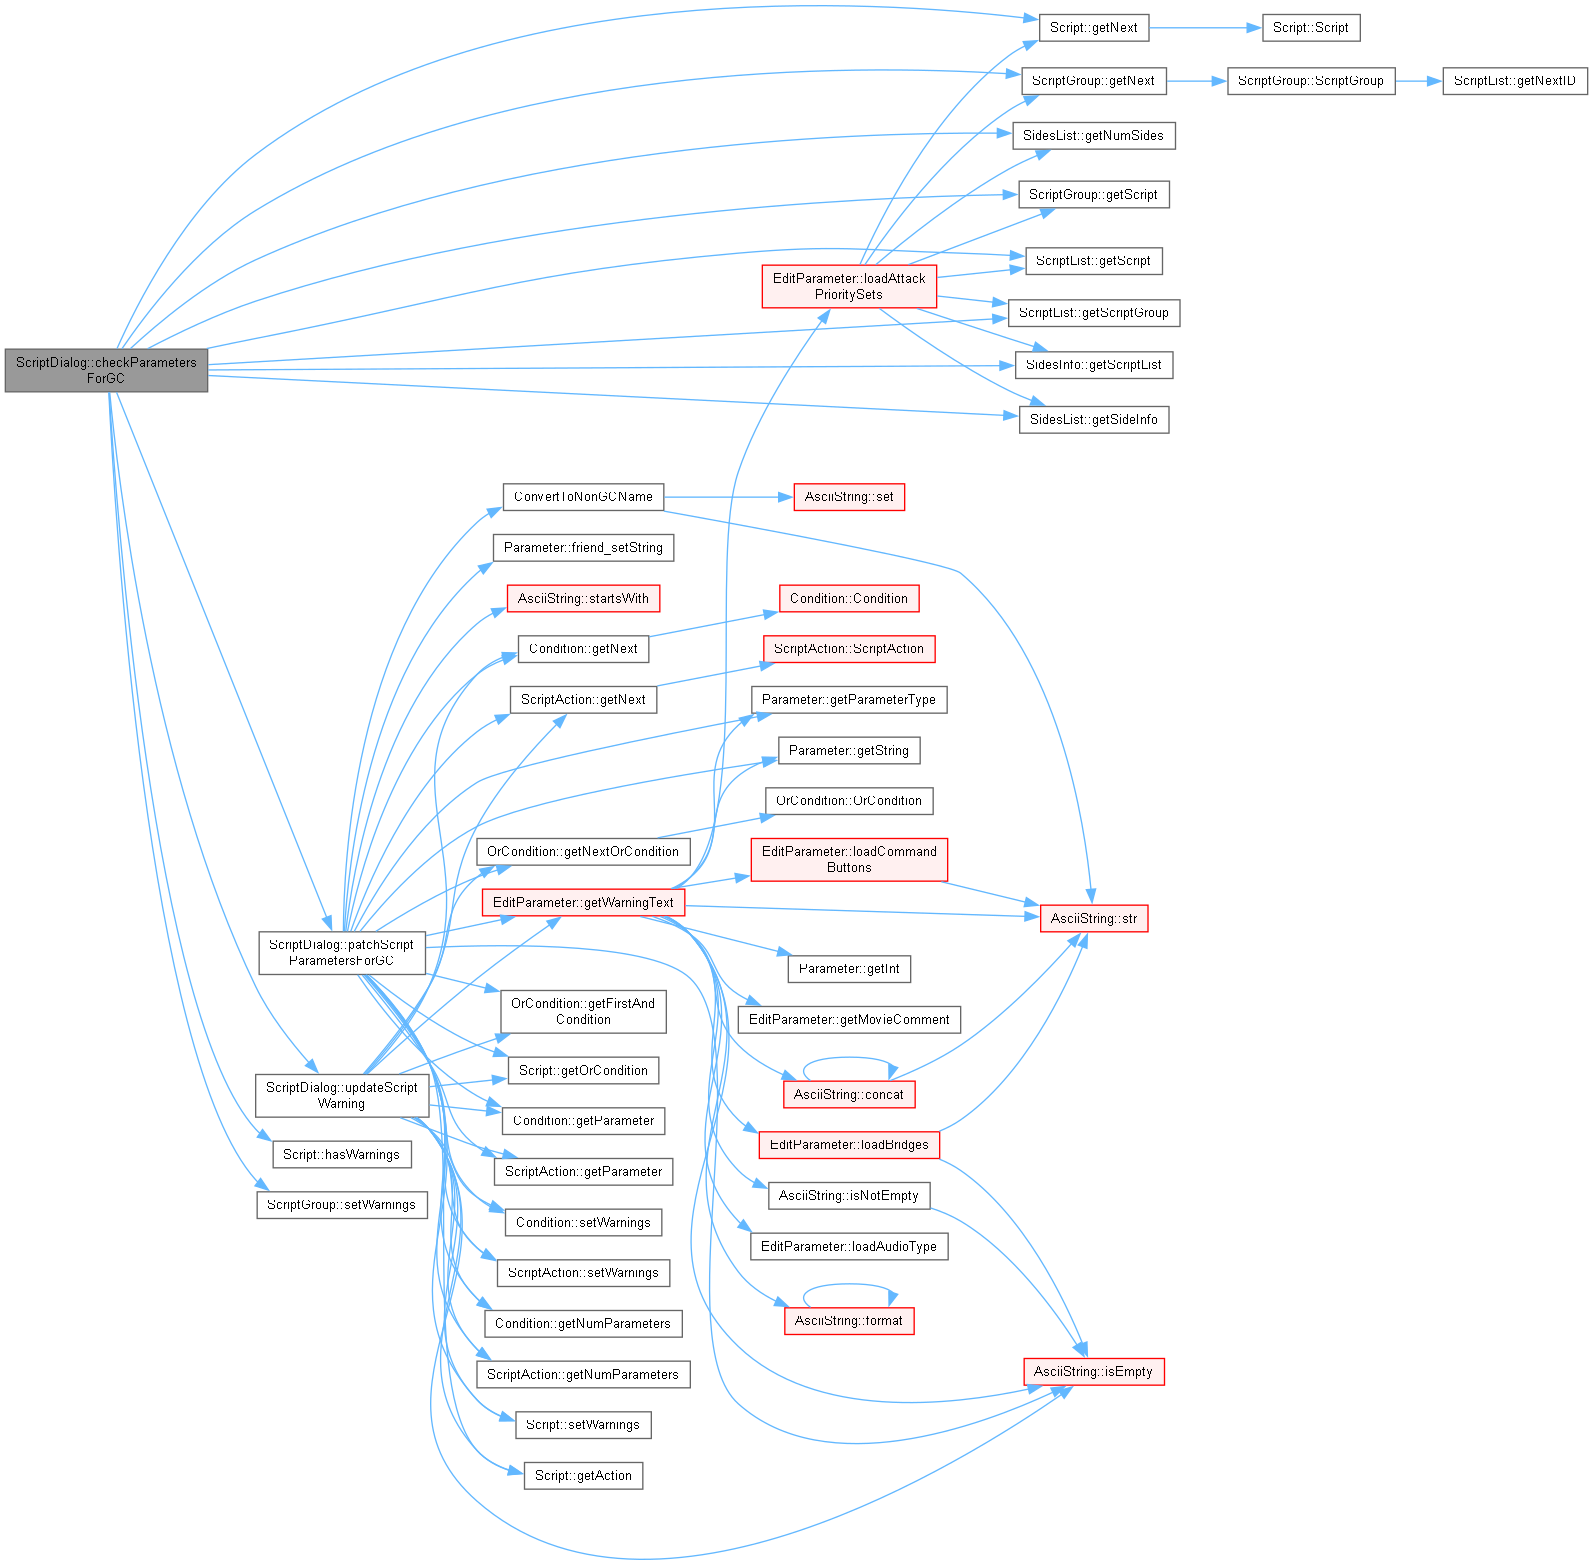 Script::getNext
Script::Script
ScriptGroup::getNext
ScriptGroup::ScriptGroup
ScriptList::getNextID
SidesList::getNumSides
ScriptGroup::getScript
ScriptList::getScript
EditParameter::loadAttack
PrioritySets
ScriptList::getScriptGroup
SidesInfo::getScriptList
ScriptDialog::checkParameters
ForGC
SidesList::getSideInfo
ConvertToNonGCName
AsciiString::set
Parameter::friend_setString
AsciiString::startsWith
Condition::Condition
Condition::getNext
ScriptAction::ScriptAction
ScriptAction::getNext
Parameter::getParameterType
Parameter::getString
OrCondition::OrCondition
OrCondition::getNextOrCondition
EditParameter::loadCommand
Buttons
EditParameter::getWarningText
AsciiString::str
ScriptDialog::patchScript
ParametersForGC
Parameter::getInt
OrCondition::getFirstAnd
Condition
EditParameter::getMovieComment
Script::getOrCondition
ScriptDialog::updateScript
Warning
AsciiString::concat
Condition::getParameter
Script::hasWarnings
EditParameter::loadBridges
ScriptAction::getParameter
ScriptGroup::setWarnings
AsciiString::isNotEmpty
Condition::setWarnings
EditParameter::loadAudioType
ScriptAction::setWarnings
Condition::getNumParameters
AsciiString::format
ScriptAction::getNumParameters
AsciiString::isEmpty
Script::setWarnings
Script::getAction